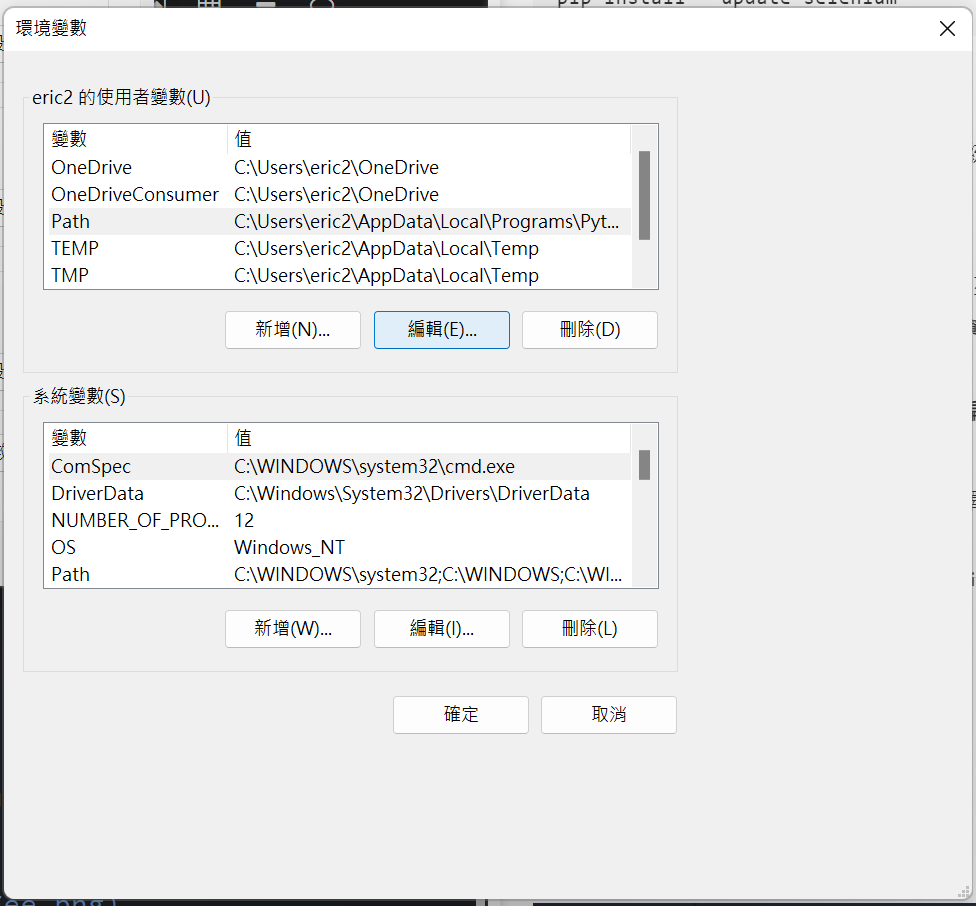 pip install --update selenium
環境變數
eric2 的使用者變數(U)
變數 值
OneDrive C:\Users\eric2\OneDrive
OneDriveConsumer C:\Users\eric2\OneDrive
Path C:\Users\eric2\AppData\Local\Programs\Pyt...
TEMP C:\Users\eric2\AppData\Local\Temp
TMP C:\Users\eric2\AppData\Local\Temp
新增(N)... 編輯(E)... 刪除(D)
系統變數(S)
變數 值
ComSpec C:\WINDOWS\system32\cmd.exe
DriverData C:\Windows\System32\Drivers\DriverData
NUMBER_OF_PRO... 12
OS Windows_NT
Path C:\WINDOWS\system32;C:\WINDOWS;C:\WI...
新增(W)... 編輯(I)... 刪除(L)
確定 取消